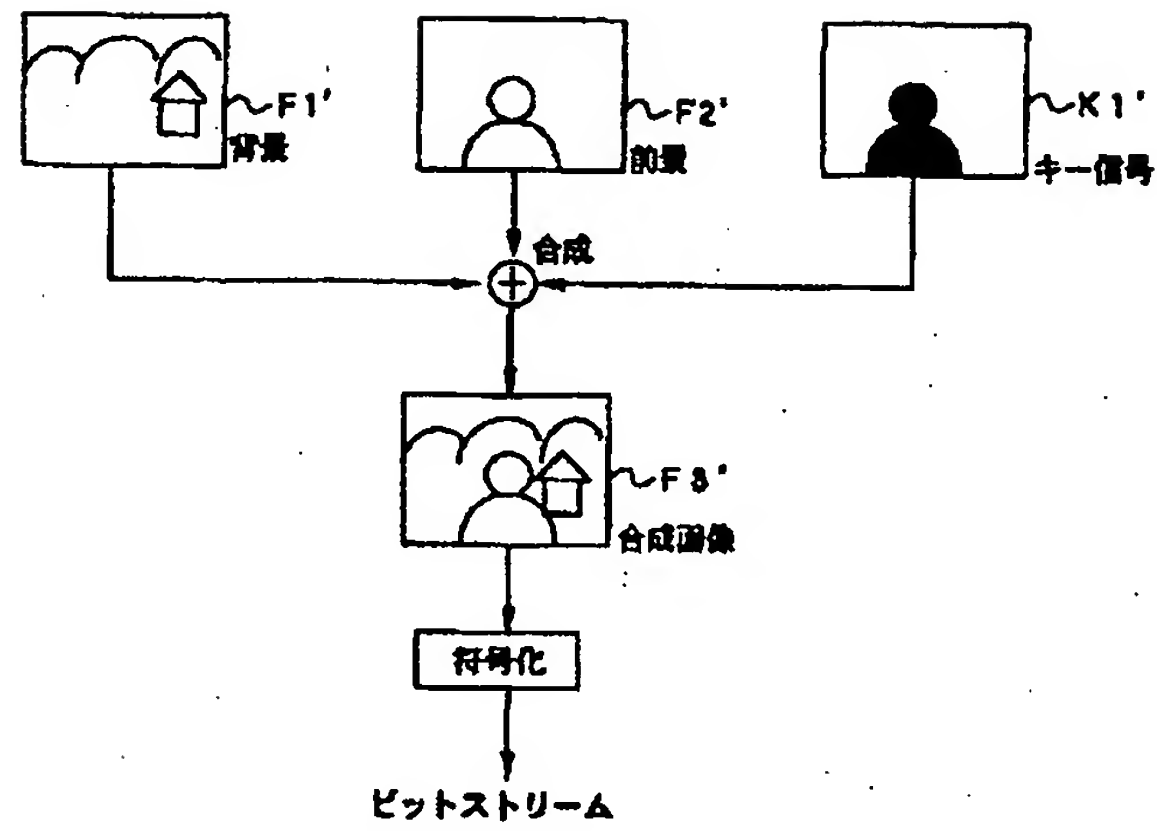 F1'
背景
F2'
前景
K1'
キー信号
合成
F3'
合成画像
符号化
ビットストリーム